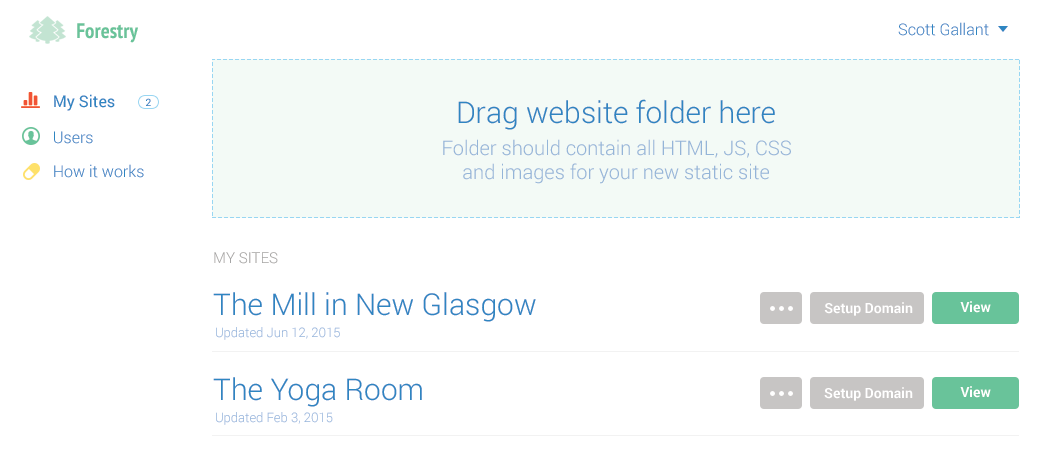 Forestry
Scott Gallant
My Sites 2
Users
How it works
Drag website folder here
Folder should contain all HTML, JS, CSS
and images for your new static site
MY SITES
The Mill in New Glasgow
Updated Jun 12, 2015
Setup Domain
View
The Yoga Room
Updated Feb 3, 2015
Setup Domain
View